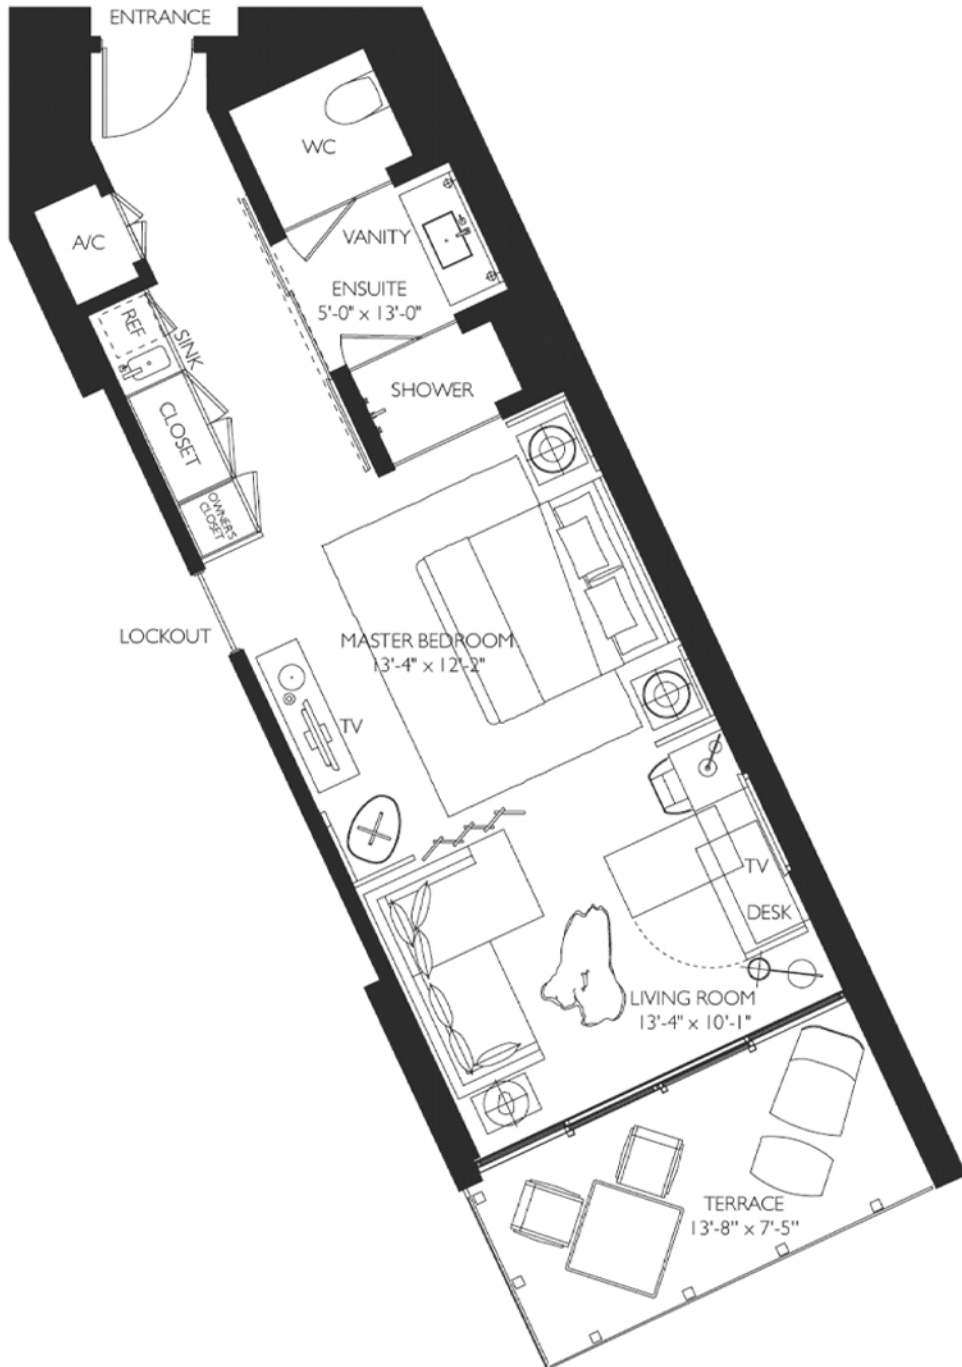 ENTRANCE
WC
A/C
VANITY
ENSUITE
5'-0" x 13'-0"
REF
SINK
SHOWER
CLOSET
OWNER'S
CLOSET
LOCKOUT
MASTER BEDROOM
13'-4" x 12'-2"
TV
TV
DESK
LIVING ROOM
13'-4" x 10'-1"
TERRACE
13'-8" x 7'-5"